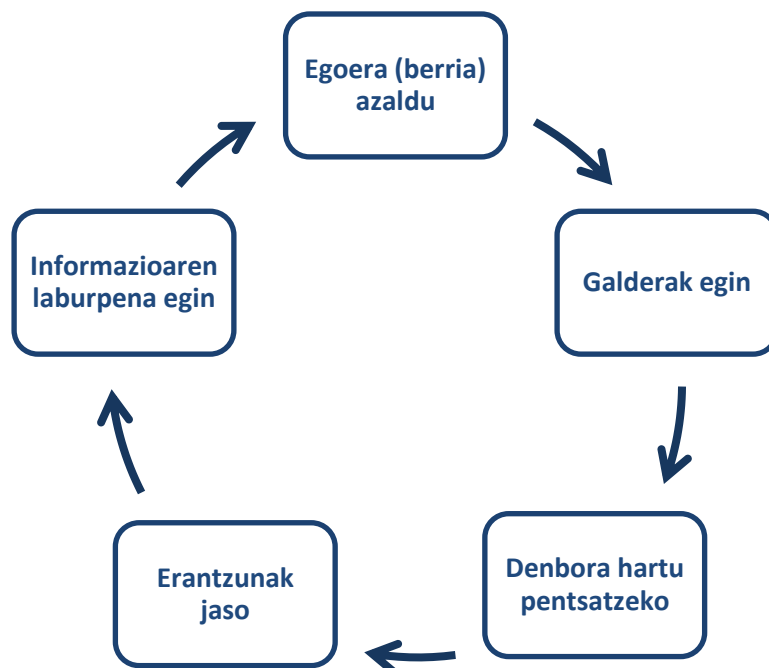 Egoera (berria)
azaldu
Galderak egin
Denbora hartu
pentsatzeko
Erantzunak
jaso
Informazioaren
laburpena egin